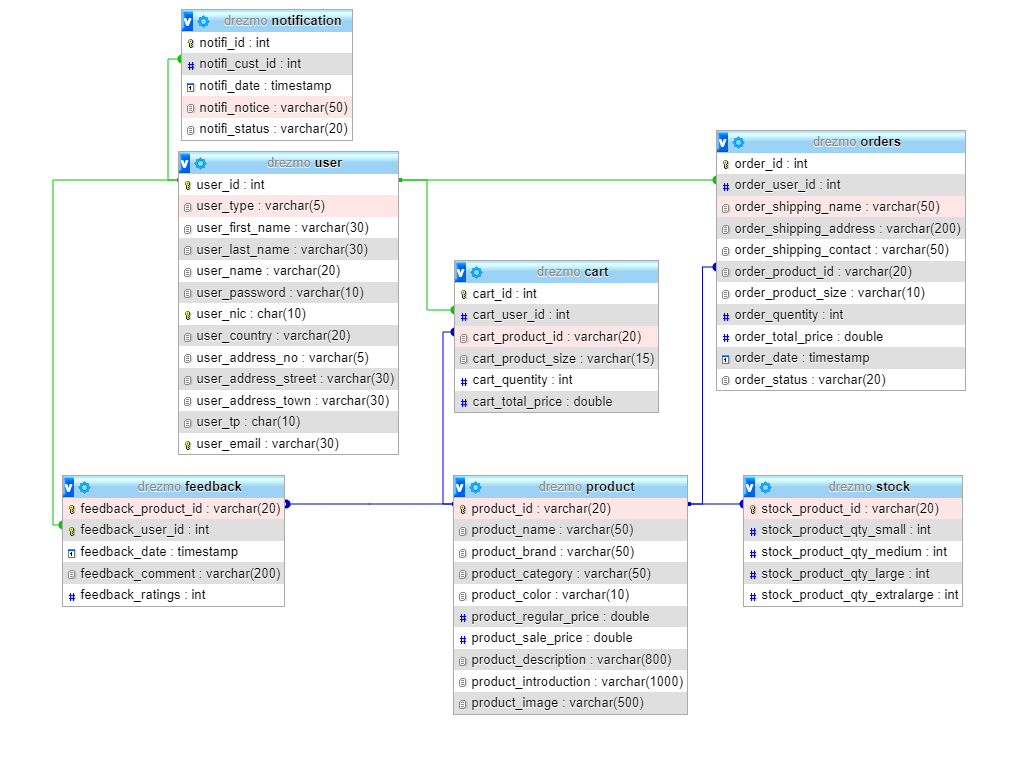 v drezmo notification
notifi_id : int
# notifi_cust_id : int
notifi_date : timestamp
notifi_notice : varchar(50)
notifi_status : varchar(20)
v drezmo user
user_id : int
user_type : varchar(5)
user_first_name : varchar(30)
user_last_name : varchar(30)
user_name : varchar(20)
user_password : varchar(10)
user_nic : char(10)
user_country : varchar(20)
user_address_no : varchar(5)
user_address_street : varchar(30)
user_address_town : varchar(30)
user_tp : char(10)
user_email : varchar(30)
v drezmo orders
order_id : int
# order_user_id : int
order_shipping_name : varchar(50)
order_shipping_address : varchar(200)
order_shipping_contact : varchar(50)
order_product_id : varchar(20)
order_product_size : varchar(10)
# order_quentity : int
# order_total_price : double
order_date : timestamp
order_status : varchar(20)
v drezmo cart
cart_id : int
# cart_user_id : int
cart_product_id : varchar(20)
cart_product_size : varchar(15)
# cart_quentity : int
# cart_total_price : double
v drezmo feedback
feedback_product_id : varchar(20)
feedback_user_id : int
feedback_date : timestamp
feedback_comment : varchar(200)
# feedback_ratings : int
v drezmo product
product_id : varchar(20)
product_name : varchar(50)
product_brand : varchar(50)
product_category : varchar(50)
product_color : varchar(10)
# product_regular_price : double
# product_sale_price : double
product_description : varchar(800)
product_introduction : varchar(1000)
product_image : varchar(500)
v drezmo stock
stock_product_id : varchar(20)
# stock_product_qty_small : int
# stock_product_qty_medium : int
# stock_product_qty_large : int
# stock_product_qty_extralarge : int